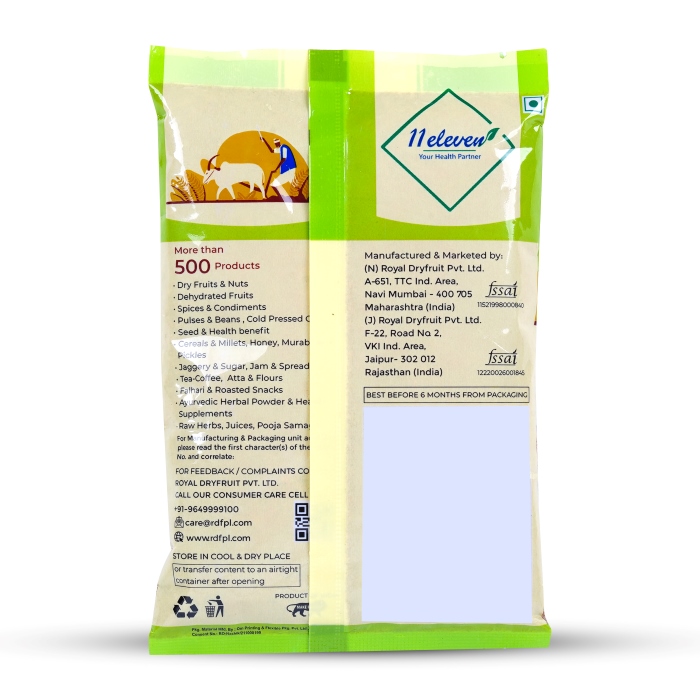 11 eleven
Your Health Partner
More than
500 Products
• Dry Fruits & Nuts
• Dehydrated Fruits
• Spices & Condiments
• Pulses & Beans , Cold Pressed
• Seed & Health benefit
• Cereals & Millets, Honey, Murab
Pickles
• Jaggery & Sugar, Jam & Spread
• Tea-Coffee, Atta & Flours
• Falhari & Roasted Snacks
• Ayurvedic Herbal Powder & Hea
Supplements
• Raw Herbs, Juices, Pooja Samag
For Manufacturing & Packaging unit
please read the first character(s) of the
No. and correlate:
FOR FEEDBACK / COMPLAINTS CO
ROYAL DRYFRUIT PVT. LTD.
CALL OUR CONSUMER CARE CELL
+91-9649999100
care@rdfpl.com
www.rdfpl.com
STORE IN COOL & DRY PLACE
or transfer content to an airtight
container after opening
PRODUCT
MAKE
Manufactured & Marketed by:
(N) Royal Dryfruit Pvt. Ltd.
A-651, TTC Ind. Area,
Navi Mumbai - 400 705
Maharashtra (India)
fssai
11521998000840
(J) Royal Dryfruit Pvt. Ltd.
F-22, Road No. 2,
VKI Ind. Area,
Jaipur- 302 012
Rajasthan (India)
fssai
12220026001845
BEST BEFORE 6 MONTHS FROM PACKAGING